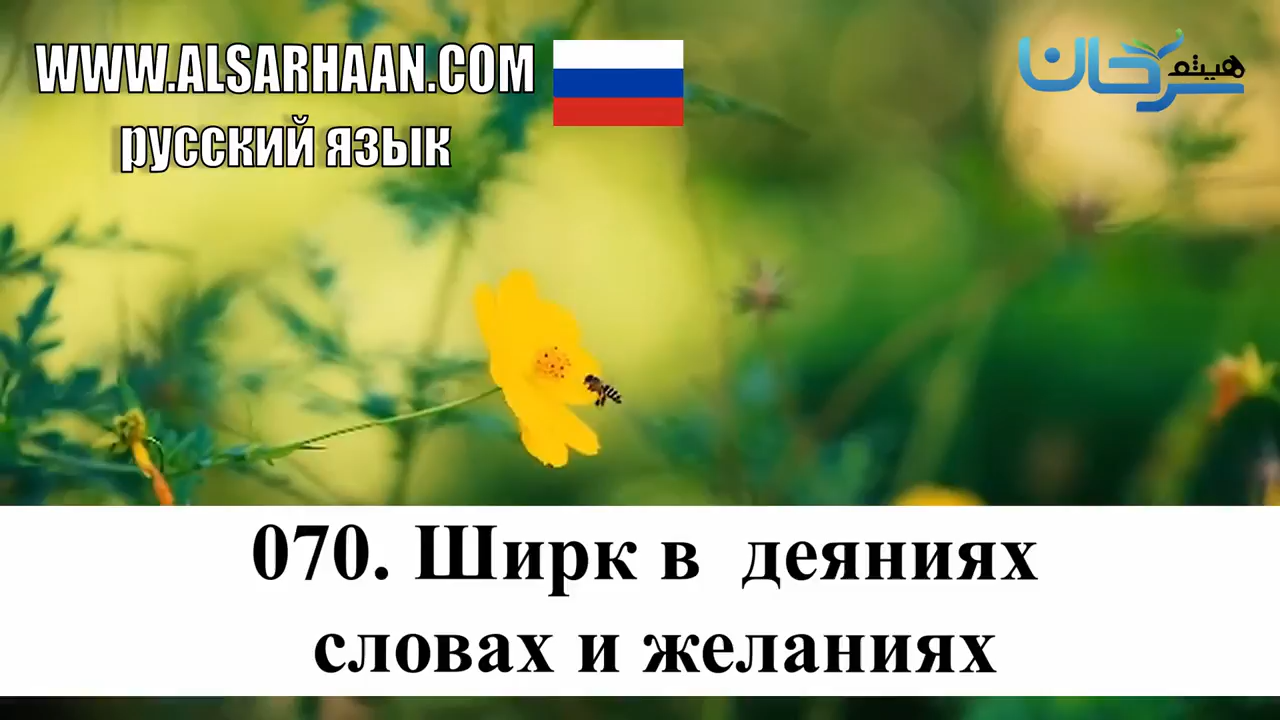 WWW.ALSARHAAN.COM
русский язык
هيثم
سرحان
070. Ширк в деяниях
словах и желаниях